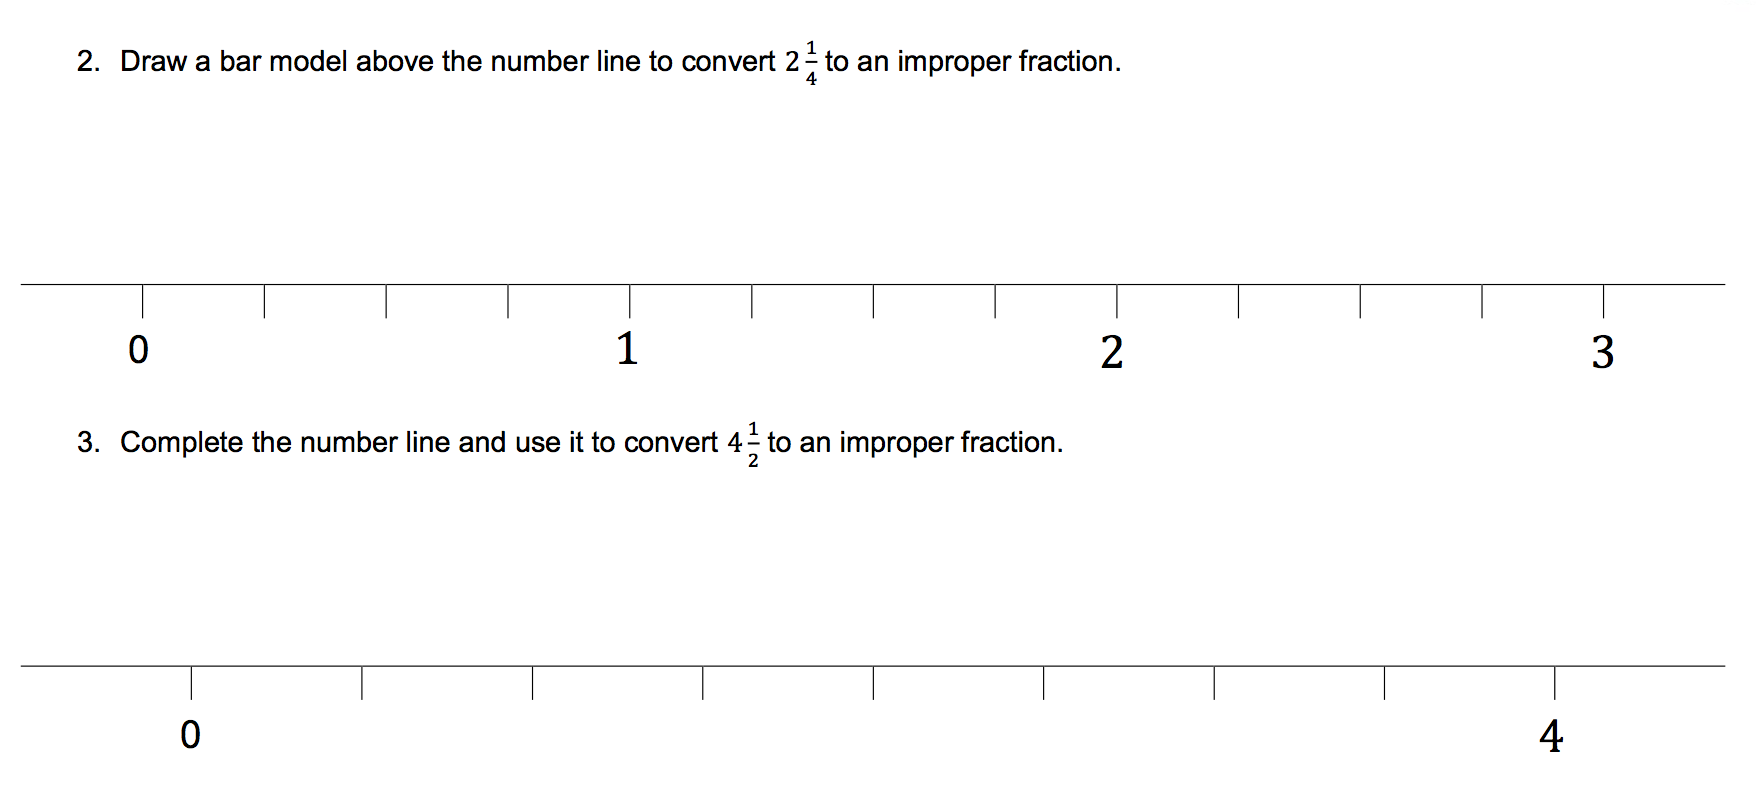 2. Draw a bar model above the number line to convert 2 1/4 to an improper fraction.
0 1 2 3
3. Complete the number line and use it to convert 4 1/2 to an improper fraction.
0 4